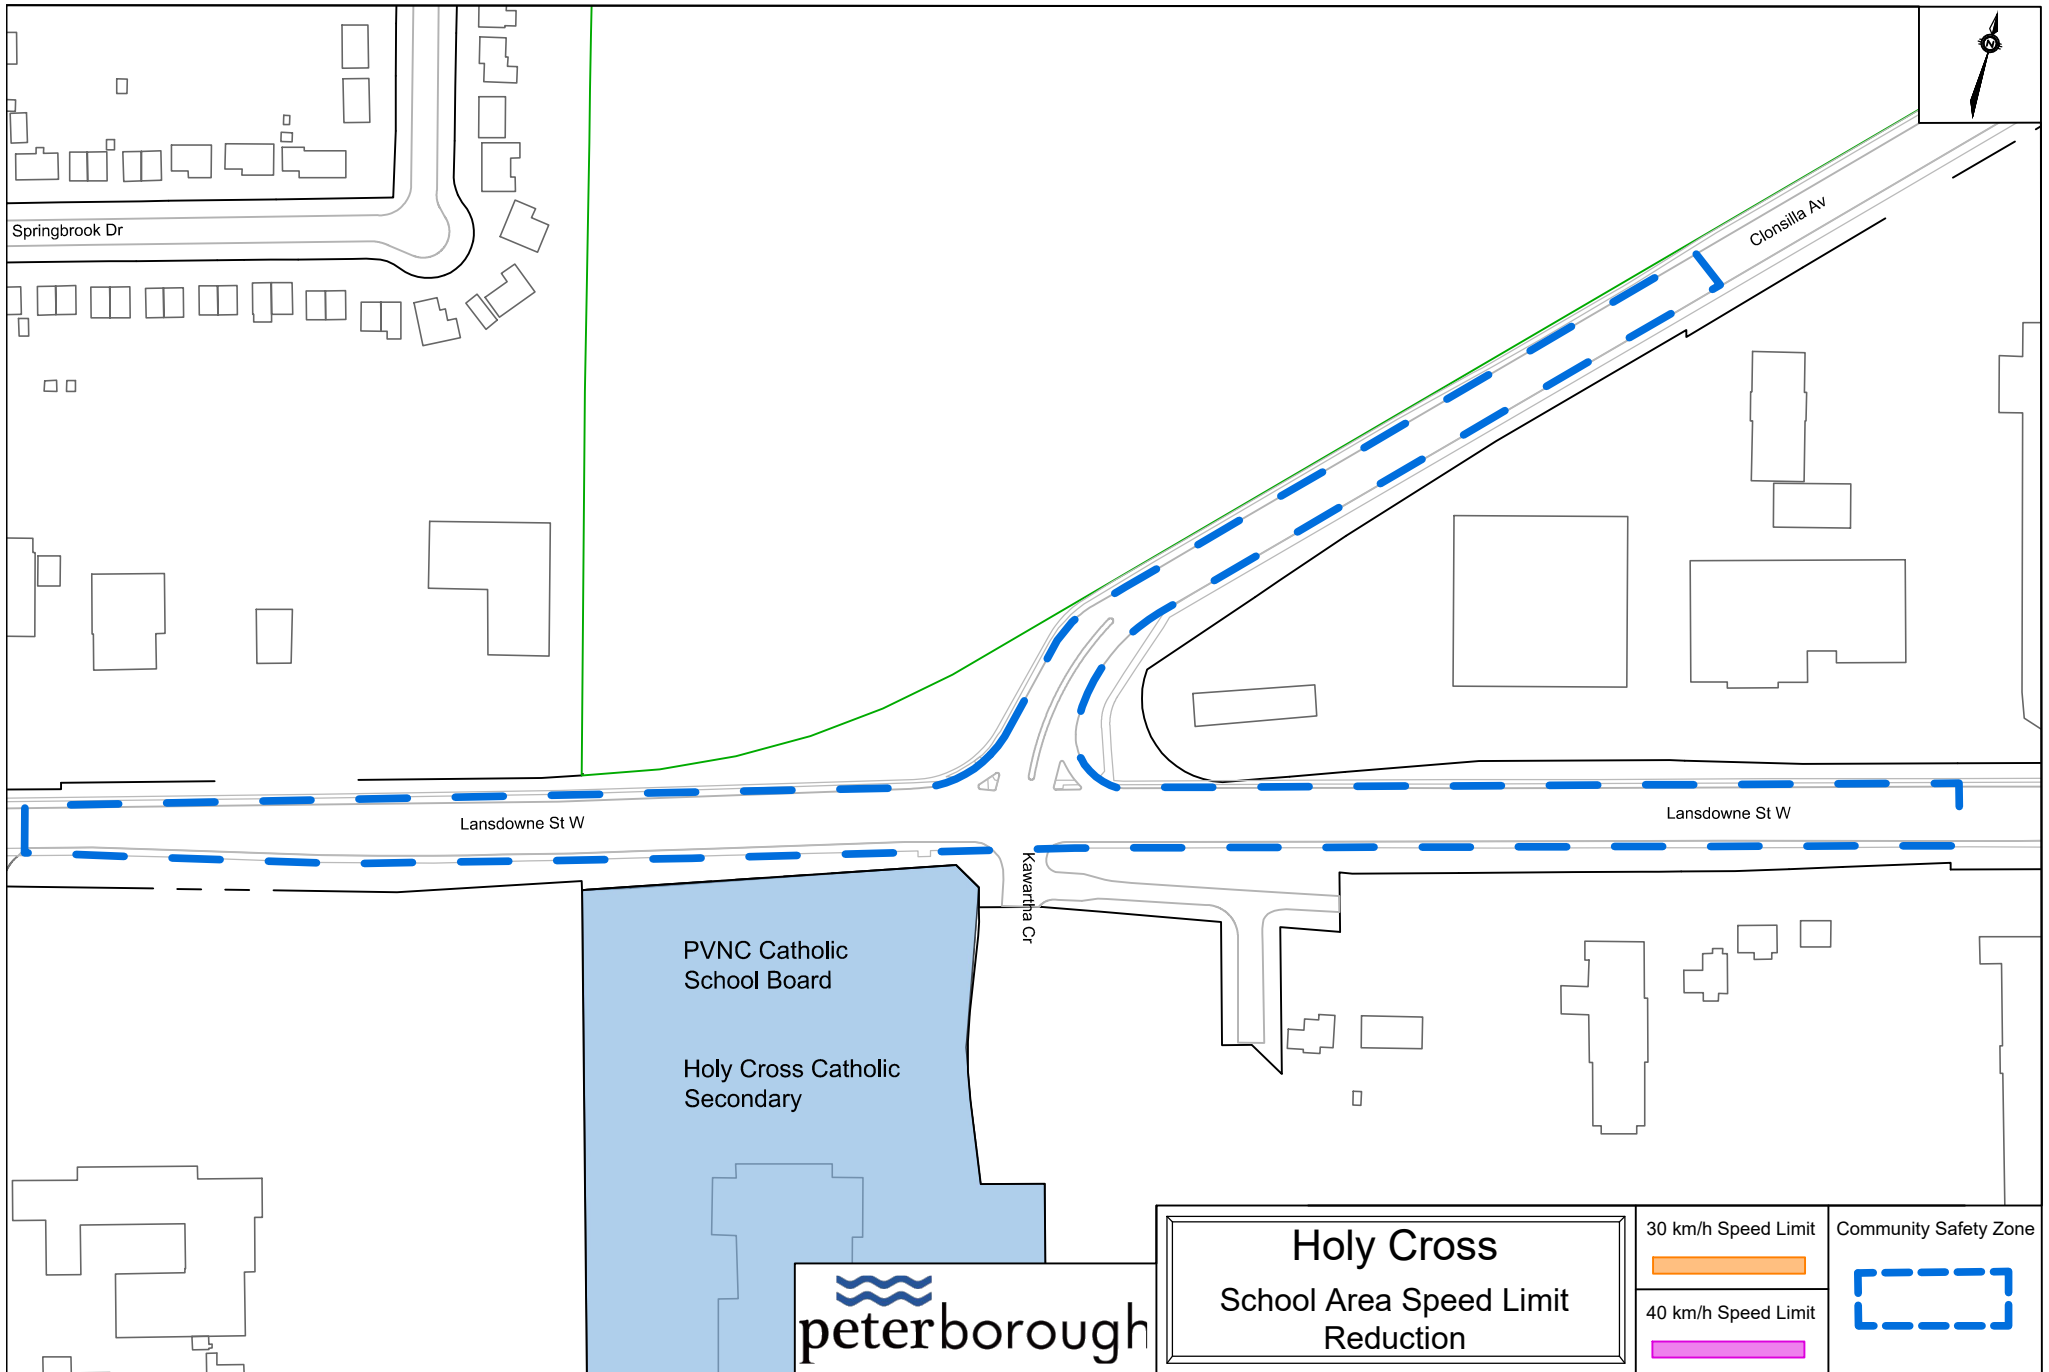 N
Springbrook Dr
Clonsilla Av
Lansdowne St W
Lansdowne St W
Kawartha Cr
PVNC Catholic
School Board
Holy Cross Catholic
Secondary
peterborough
Holy Cross
School Area Speed Limit
Reduction
30 km/h Speed Limit
40 km/h Speed Limit
Community Safety Zone